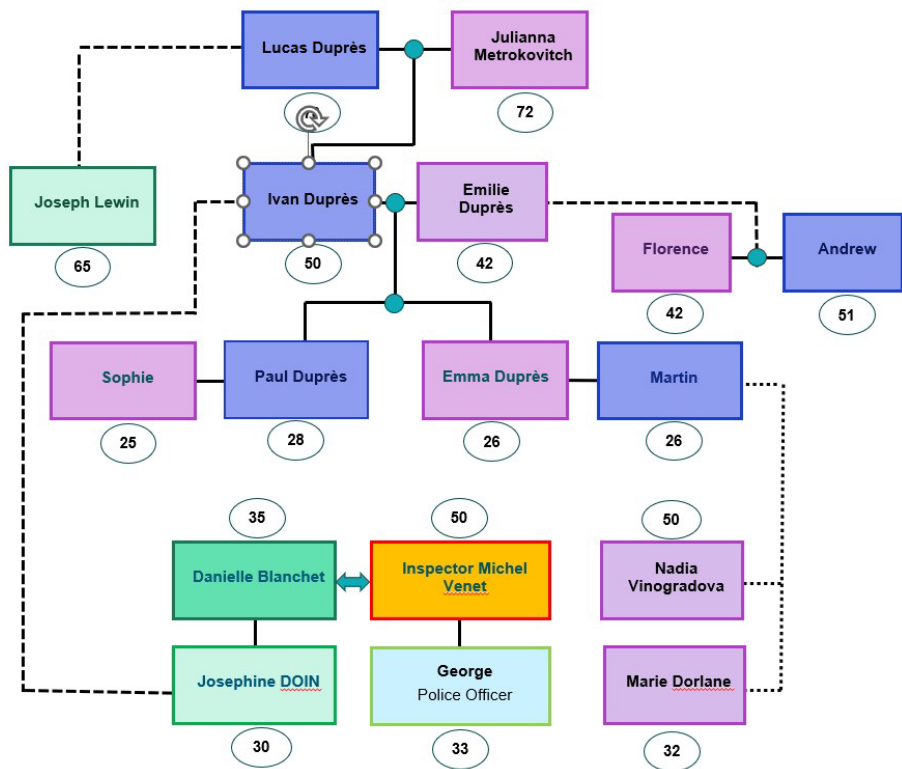 Lucas Duprès
Julianna
Metrokovitch
72
Joseph Lewin
65
Ivan Duprès
50
Emilie
Duprès
42
Florence
42
Andrew
51
Sophie
25
Paul Duprès
28
Emma Duprès
26
Martin
26
35
Danielle Blanchet
50
Inspector Michel
Venet
50
Nadia
Vinogradova
Josephine DOIN
30
George
Police Officer
33
Marie Dorlane
32